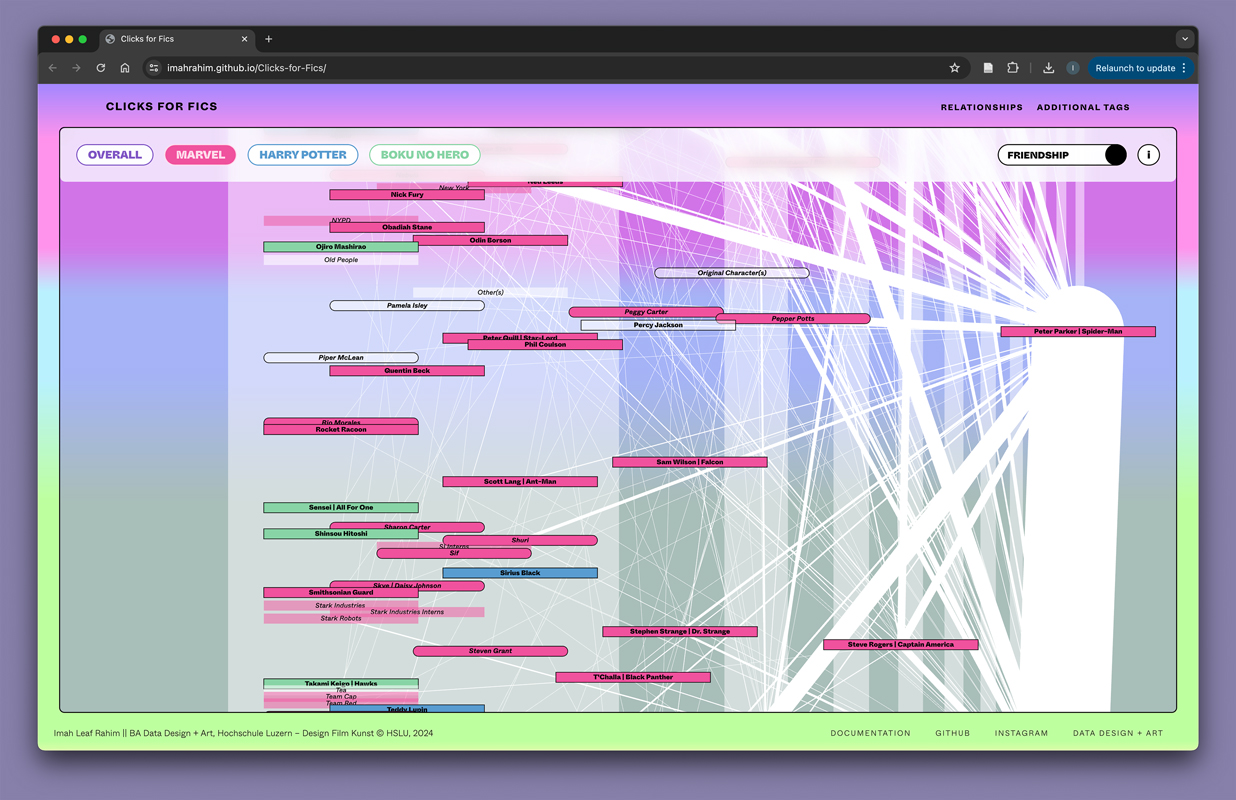 Clicks for Fics
imahrahim.github.io/Clicks-for-Fics/
I
Relaunch to update
CLICKS FOR FICS
RELATIONSHIPS
ADDITIONAL TAGS
OVERALL
MARVEL
HARRY POTTER
BOKU NO HERO
FRIENDSHIP
i
Ned Leeds
New York
Nick Fury
NYPD
Obadiah Stane
Odin Borson
Ojiro Mashirao
Old People
Original Character(s)
Other(s)
Pamela Isley
Peggy Carter
Pepper Potts
Percy Jackson
Peter Parker | Spider-Man
Peter Quill | Star-Lord
Phil Coulson
Piper McLean
Quentin Beck
Rio Morales
Rocket Racoon
Sam Wilson | Falcon
Scott Lang | Ant-Man
Sensei | All For One
Sharon Carter
Shinsou Hitoshi
Shuri
SI Interns
Sif
Sirius Black
Skye | Daisy Johnson
Smithsonian Guard
Stark Industries
Stark Industries Interns
Stark Robots
Stephen Strange | Dr. Strange
Steve Rogers | Captain America
Steven Grant
T'Challa | Black Panther
Takami Keigo | Hawks
Tea
Team Cap
Team Red
Teddy Lupin
Imah Leaf Rahim || BA Data Design + Art, Hochschule Luzern – Design Film Kunst © HSLU, 2024
DOCUMENTATION
GITHUB
INSTAGRAM
DATA DESIGN + ART